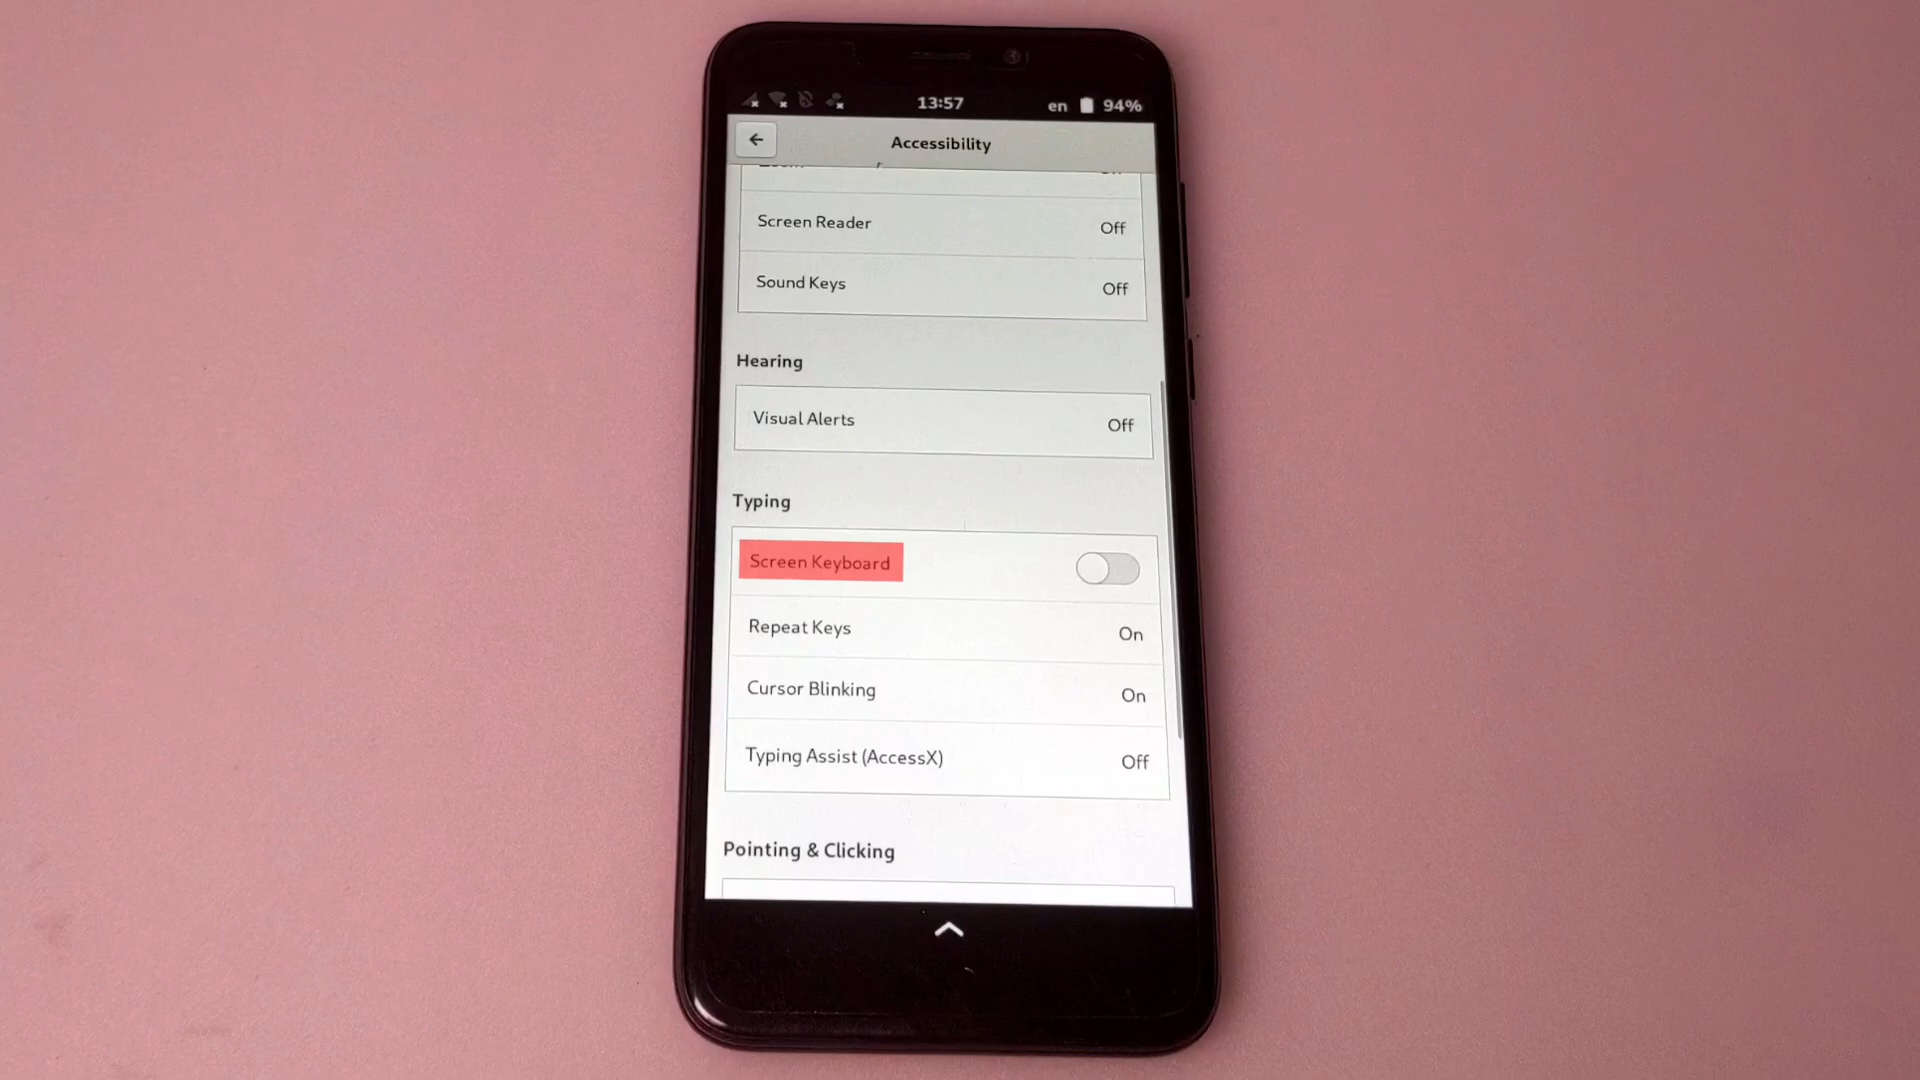 13:57
en 94%
Accessibility
Screen Reader Off
Sound Keys Off
Hearing
Visual Alerts Off
Typing
Screen Keyboard
Repeat Keys On
Cursor Blinking On
Typing Assist (AccessX) Off
Pointing & Clicking